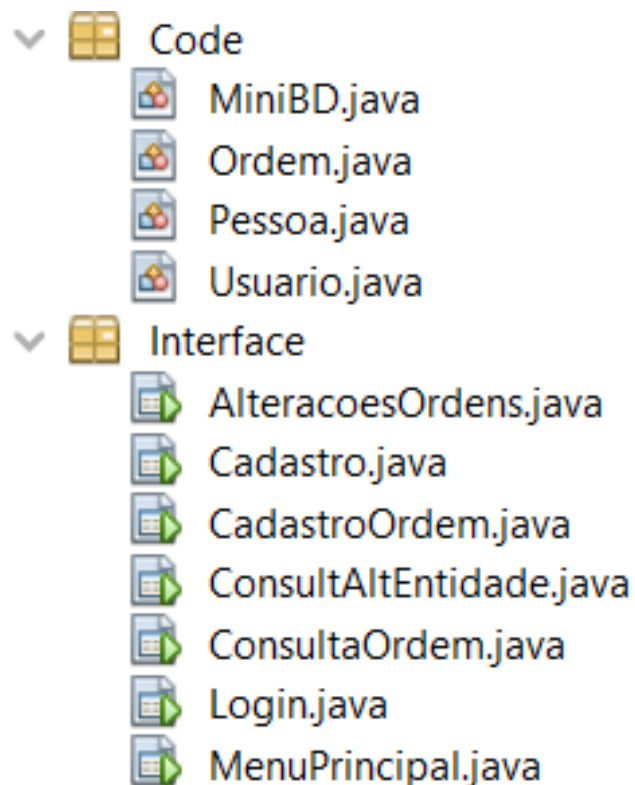 Code
MiniBD.java
Ordem.java
Pessoa.java
Usuario.java
Interface
AlteracoesOrdens.java
Cadastro.java
CadastroOrdem.java
ConsultAltEntidade.java
ConsultaOrdem.java
Login.java
MenuPrincipal.java